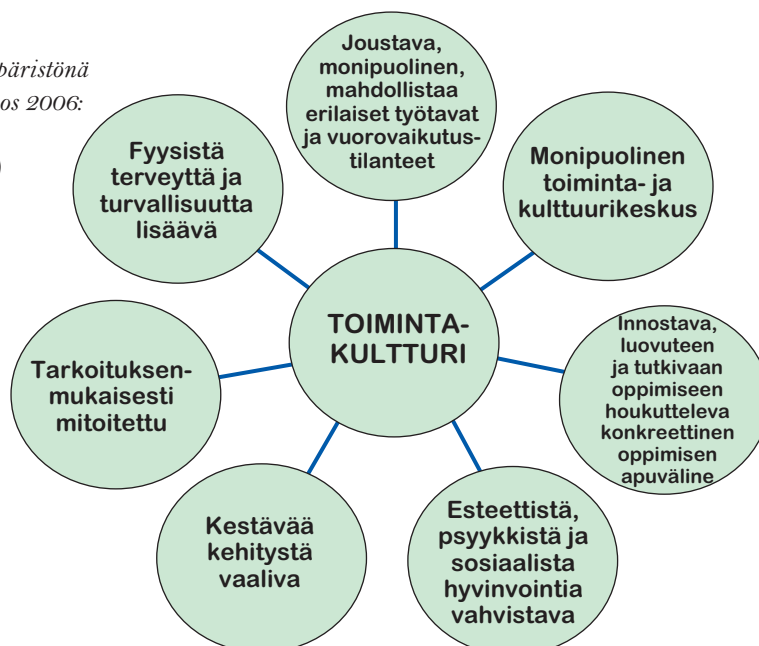 päristönä
os 2006:
)
Joustava,
monipuolinen,
mahdollistaa
erilaiset työtavat
ja vuorovaikutus-
tilanteet
Fyysistä
terveyttä ja
turvallisuutta
lisäävä
Monipuolinen
toiminta- ja
kulttuurikeskus
TOIMINTA-
KULTTURI
Innostava,
luovuteen
ja tutkivaan
oppimiseen
houkutteleva
konkreettinen
oppimisen
apuväline
Tarkoituksen-
mukaisesti
mitoitettu
Kestävää
kehitystä
vaaliva
Esteettistä,
psyykkistä ja
sosiaalista
hyvinvointia
vahvistava